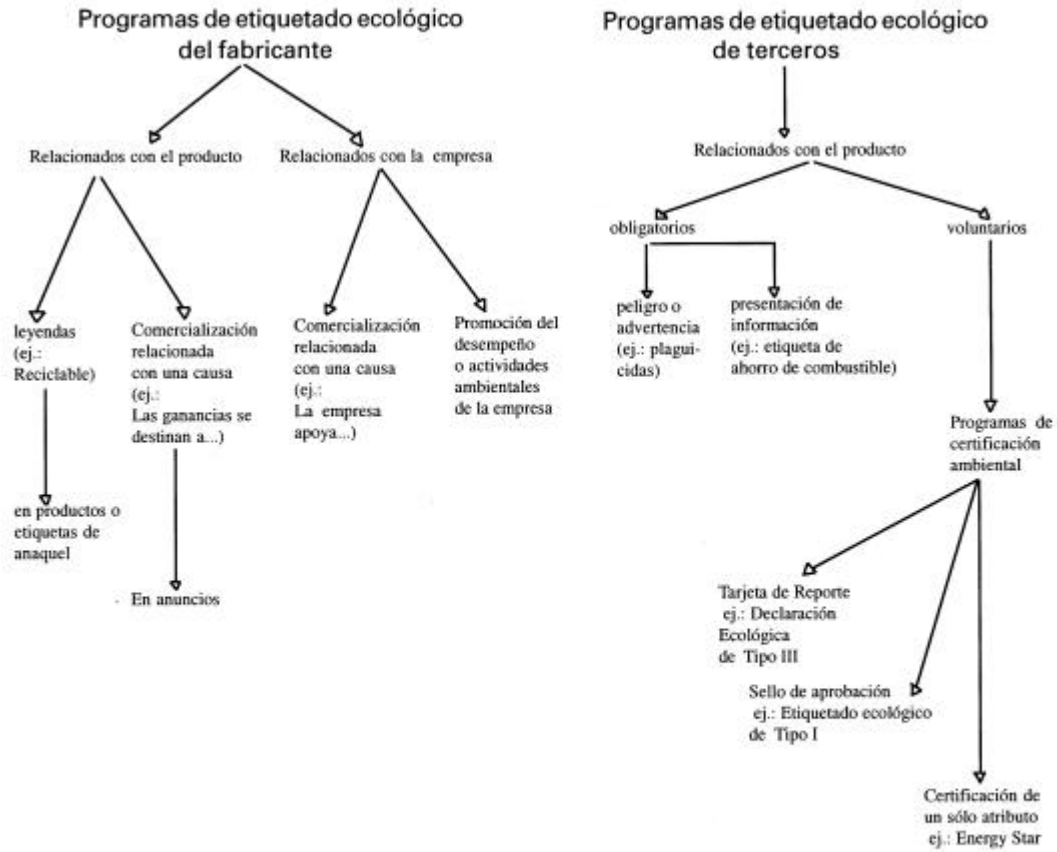 Programas de etiquetado ecológico
del fabricante
Relacionados con el producto
Relacionados con la empresa
leyendas
(ej.:
Reciclable)
Comercialización
relacionada
con una causa
(ej.:
Las ganancias se
destinan a...)
Comercialización
relacionada
con una causa
(ej.:
La empresa
apoya...)
Promoción del
desempeño
o actividades
ambientales
de la empresa
en productos o
etiquetas de
anaquel
En anuncios
Programas de etiquetado ecológico
de terceros
Relacionados con el producto
obligatorios
voluntarios
peligro o
advertencia
(ej.: plagui-
cidas)
presentación de
información
(ej.: etiqueta de
ahorro de combustible)
Programas de
certificación
ambiental
Tarjeta de Reporte
ej.: Declaración
Ecológica
de Tipo III
Sello de aprobación
ej.: Etiquetado ecológico
de Tipo I
Certificación de
un sólo atributo
ej.: Energy Star